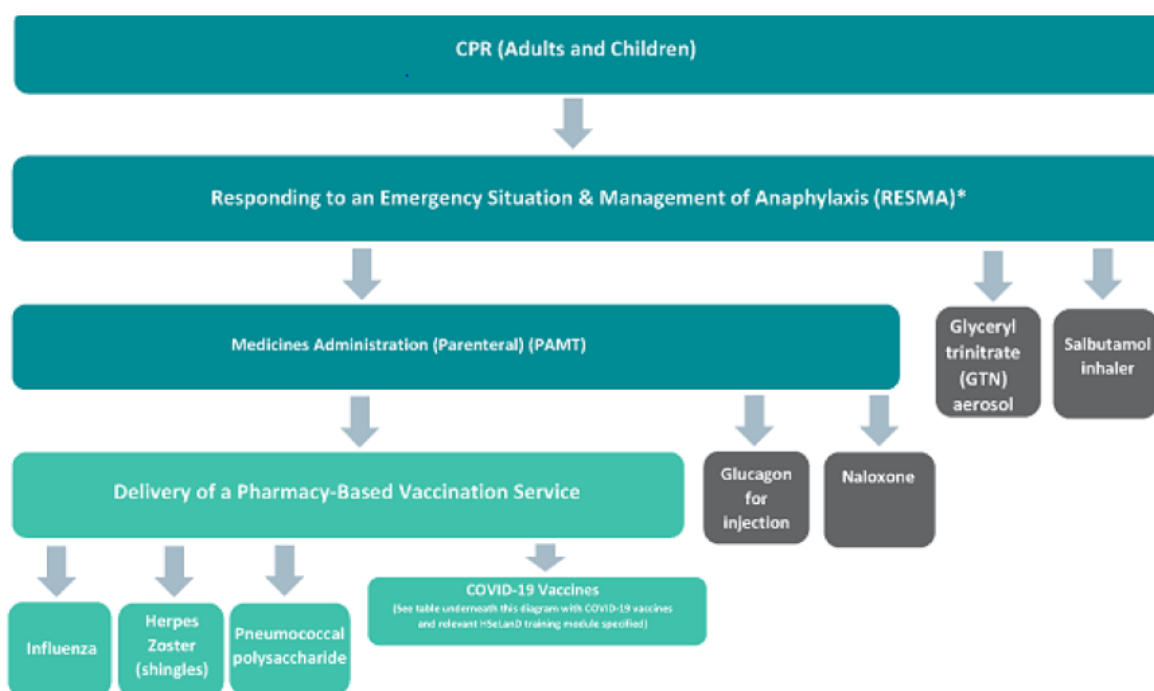 CPR (Adults and Children)
Responding to an Emergency Situation & Management of Anaphylaxis (RESMA)*
Medicines Administration (Parenteral) (PAMT)
Glyceryl
trinitrate
(GTN)
aerosol
Salbutamol
inhaler
Delivery of a Pharmacy-Based Vaccination Service
Glucagon
for
injection
Naloxone
Influenza
Herpes
Zoster
(shingles)
Pneumococcal
polysaccharide
COVID-19 Vaccines
(See table underneath this diagram with COVID-19 vaccines
and relevant HSeLanD training module specified)